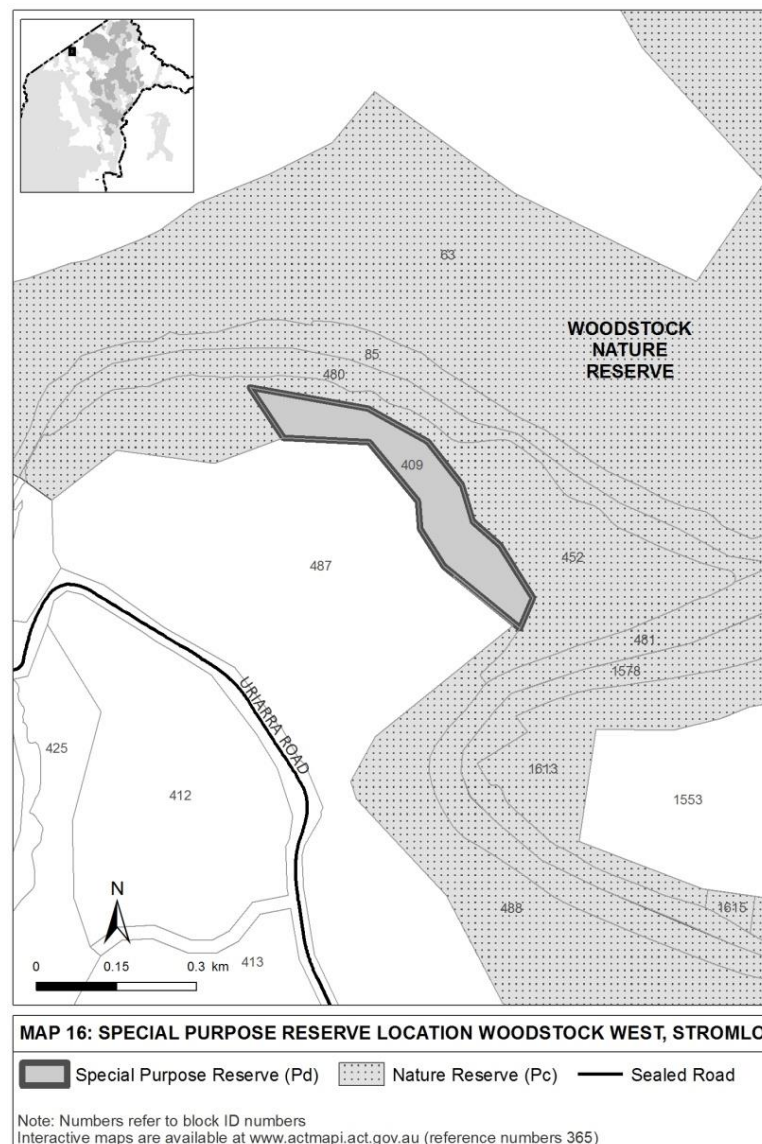 63
WOODSTOCK
NATURE
RESERVE
85
480
409
487
452
481
1578
URIARRA ROAD
425
412
1613
1553
N
488
1615
413
0 0.15 0.3 km
MAP 16: SPECIAL PURPOSE RESERVE LOCATION WOODSTOCK WEST, STROMLO
Special Purpose Reserve (Pd) Nature Reserve (Pc) Sealed Road
Note: Numbers refer to block ID numbers
Interactive maps are available at www.actmapi.act.gov.au (reference numbers 365)